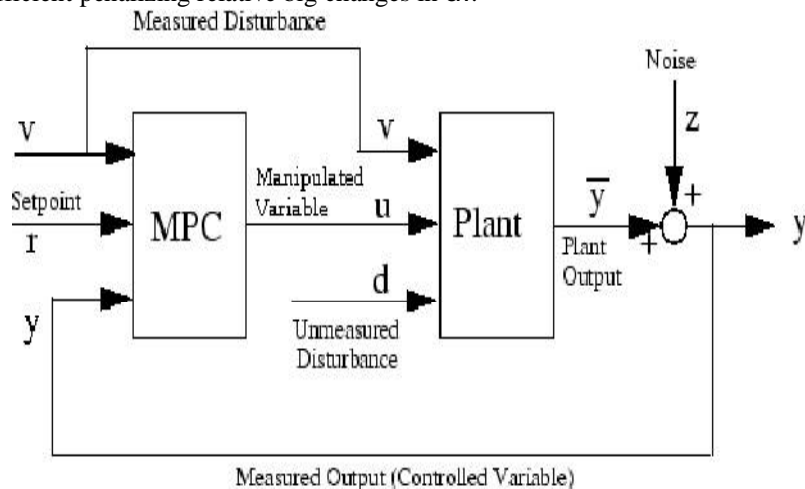 Measured Disturbance
Noise
v
v
z
Manipulated
Variable
Setpoint
MPC
u
Plant
y
+
r
+
y
Plant
Output
d
y
Unmeasured
Disturbance
Measured Output (Controlled Variable)